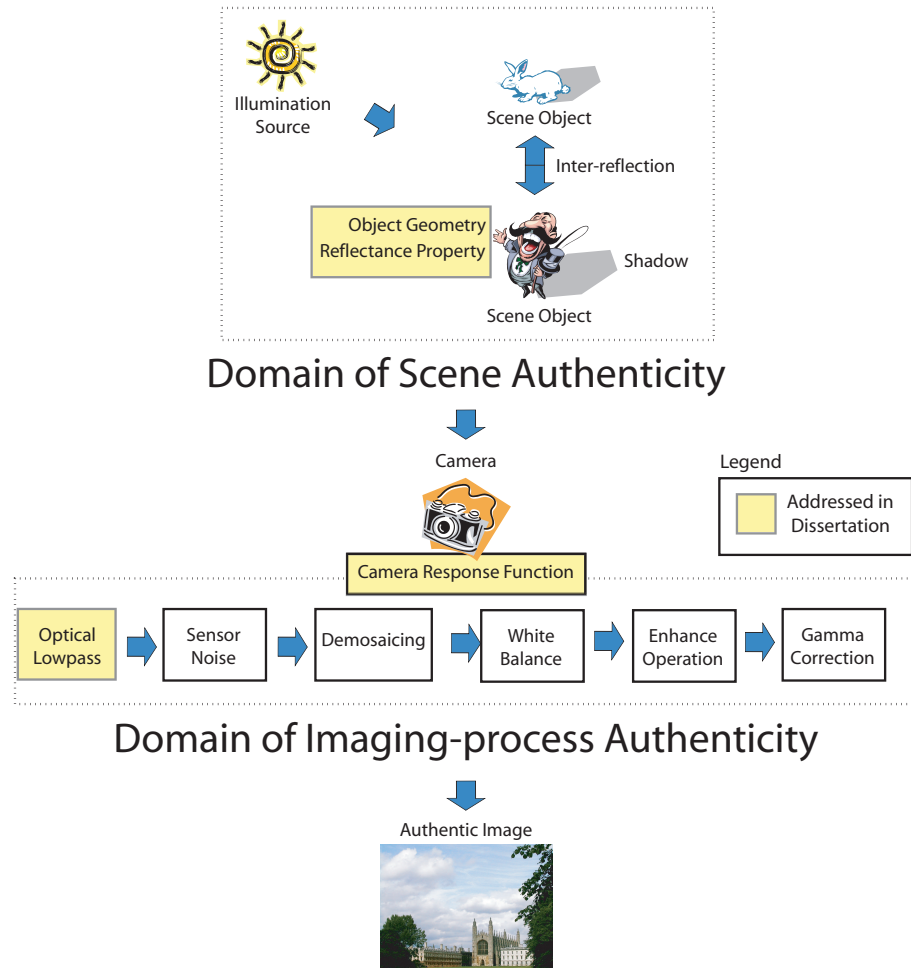 Illumination
Source
Scene Object
Inter-reflection
Object Geometry
Reflectance Property
Shadow
Scene Object
Domain of Scene Authenticity
Camera
Legend
Addressed in
Dissertation
Camera Response Function
Optical
Lowpass
Sensor
Noise
Demosaicing
White
Balance
Enhance
Operation
Gamma
Correction
Domain of Imaging-process Authenticity
Authentic Image